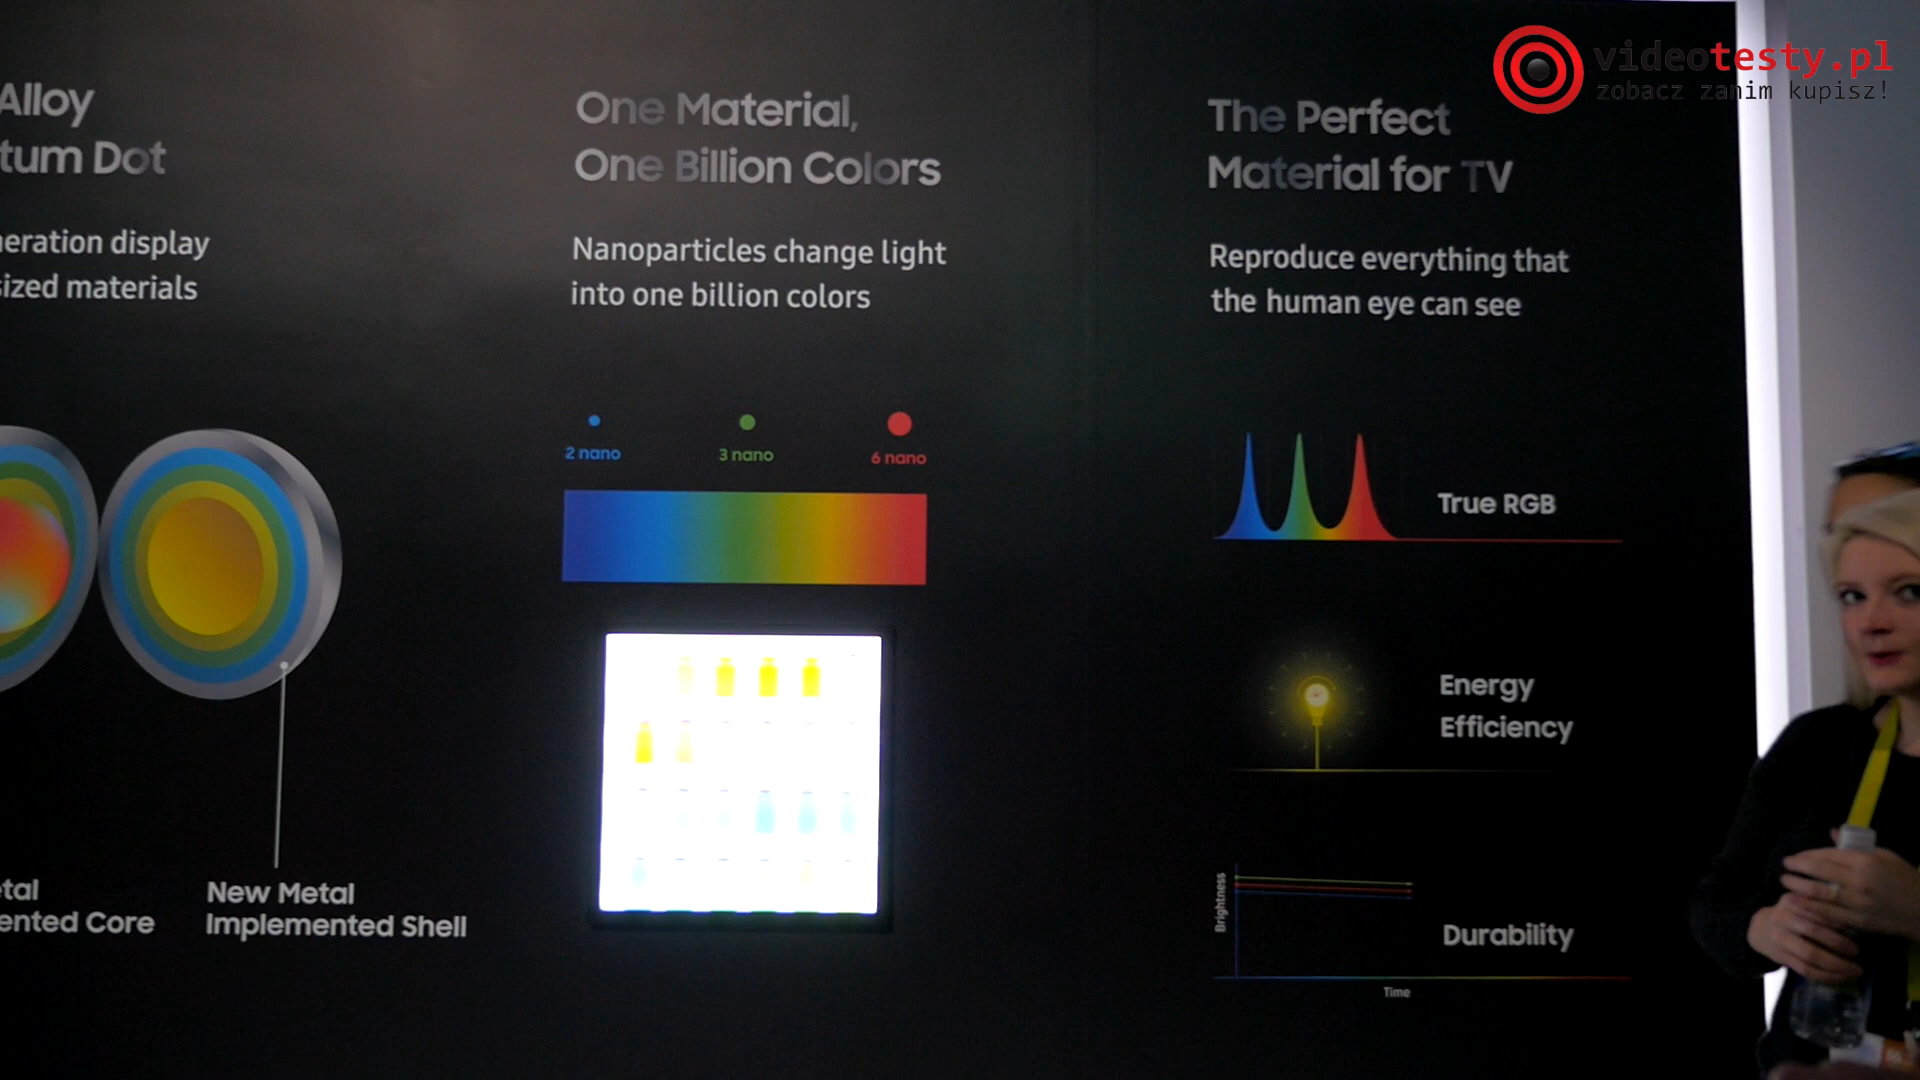 videotesty.pl
zobacz zanim kupisz!
Alloy
tum Dot
neration display
sized materials
tal
ented Core
New Metal
Implemented Shell
One Material,
One Billion Colors
Nanoparticles change light
into one billion colors
2 nano
3 nano
6 nano
The Perfect
Material for TV
Reproduce everything that
the human eye can see
True RGB
Energy
Efficiency
Brightness
Durability
Time